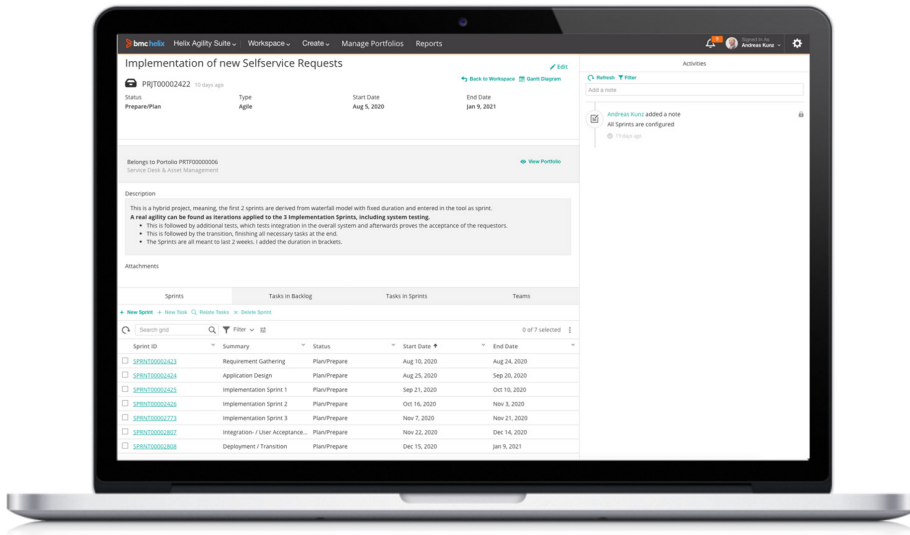 bmchelix Helix Agility Suite Workspace Create Manage Portfolios Reports
Signed In As
Andreas Kunz
Implementation of new Selfservice Requests
Edit
PRJT00002422 10 days ago
Back to Workspace Gantt Diagram
Status Type Start Date End Date
Prepare/Plan Agile Aug 5, 2020 Jan 9, 2021
Belongs to Portolio PRTF00000006
Service Desk & Asset Management
View Portfolio
Description
This is a hybrid project, meaning, the first 2 sprints are derived from waterfall model with fixed duration and entered in the tool as sprint.
A real agility can be found as iterations applied to the 3 Implementation Sprints, including system testing.
• This is followed by additional tests, which tests integration in the overall system and afterwards proves the acceptance of the requestors.
• This is followed by the transition, finishing all necessary tasks at the end.
• The Sprints are all meant to last 2 weeks, I added the duration in brackets.
Attachments
Sprints Tasks in Backlog Tasks in Sprints Teams
+ New Sprint + New Task Relate Tasks × Delete Sprint
Search grid Filter 0 of 7 selected
Sprint ID Summary Status Start Date End Date
SPRNT00002423 Requirement Gathering Plan/Prepare Aug 10, 2020 Aug 24, 2020
SPRNT00002424 Application Design Plan/Prepare Aug 25, 2020 Sep 20, 2020
SPRNT00002425 Implementation Sprint 1 Plan/Prepare Sep 21, 2020 Oct 10, 2020
SPRNT00002426 Implementation Sprint 2 Plan/Prepare Oct 16, 2020 Nov 3, 2020
SPRNT00002773 Implementation Sprint 3 Plan/Prepare Nov 7, 2020 Nov 21, 2020
SPRNT00002807 Integration- / User Acceptance... Plan/Prepare Nov 22, 2020 Dec 14, 2020
SPRNT00002808 Deployment / Transition Plan/Prepare Dec 15, 2020 Jan 9, 2021
Activities
Refresh Filter
Add a note
Andreas Kunz added a note
All Sprints are configured
days ago